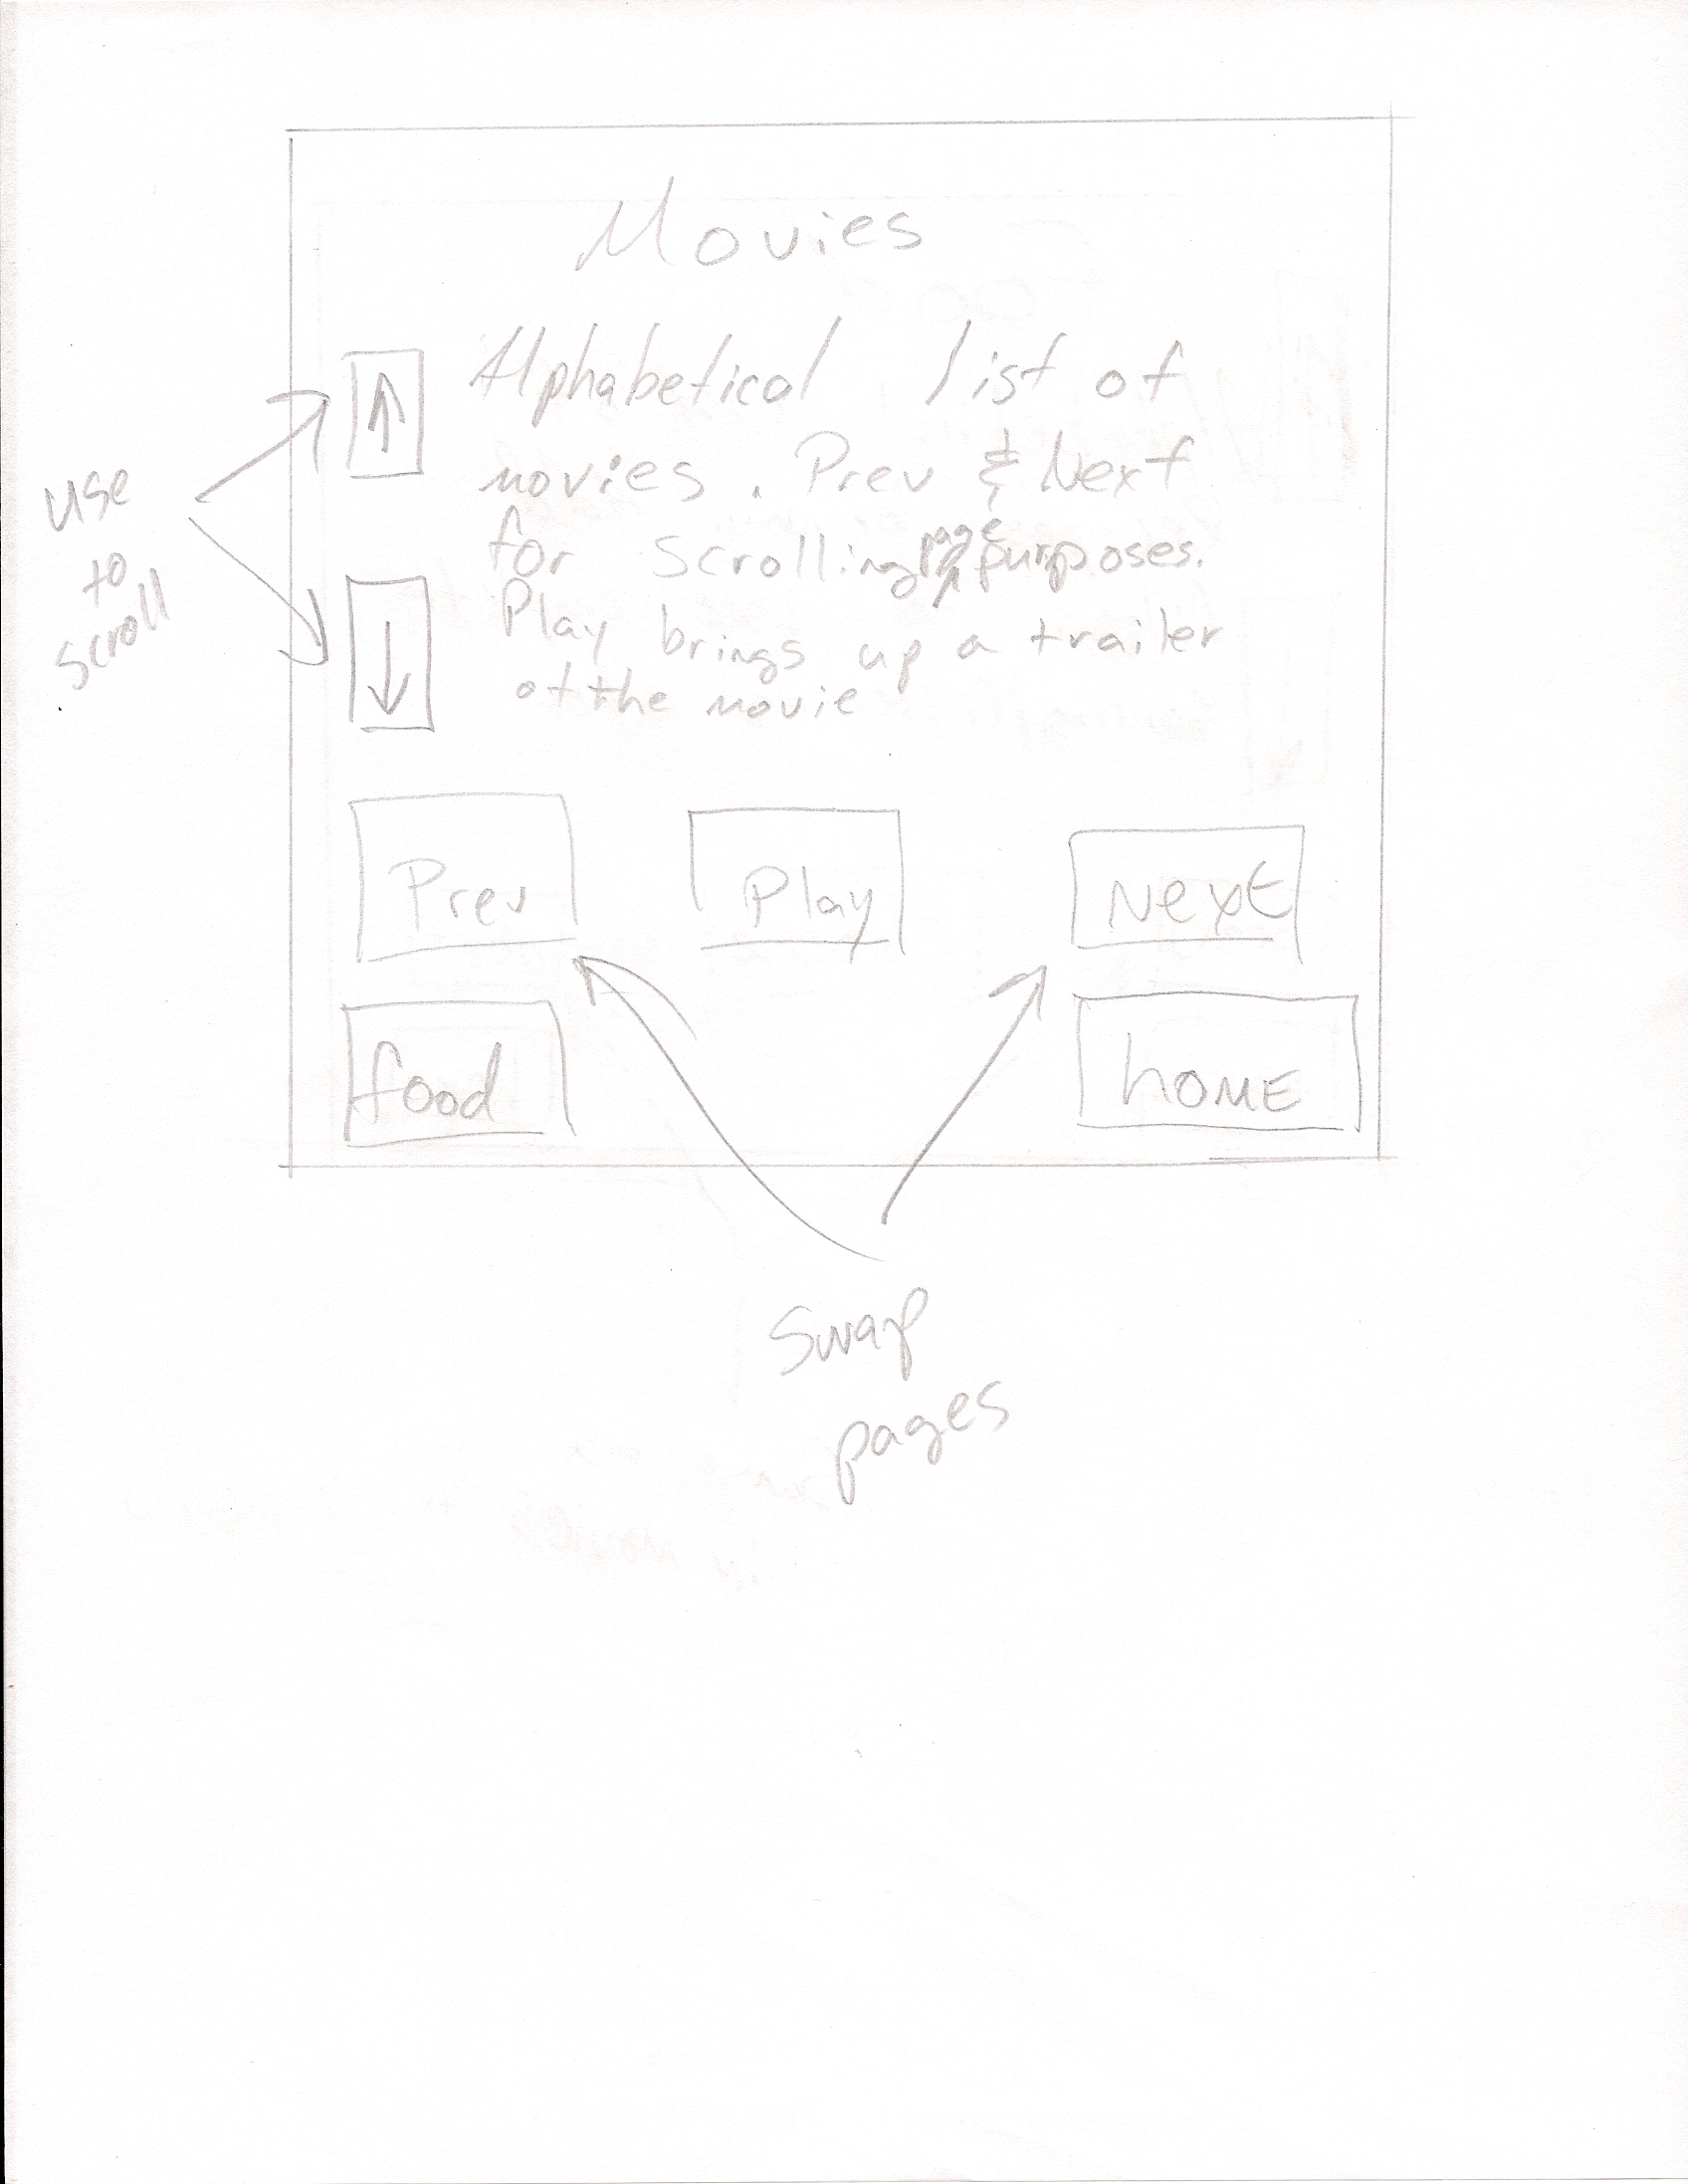 Movies
Alphabetical list of
movies. Prev & Next
for scrolling page purposes.
Play brings up a trailer
of the movie
use
to
scroll
Prev
Play
Next
food
home
Swap
pages